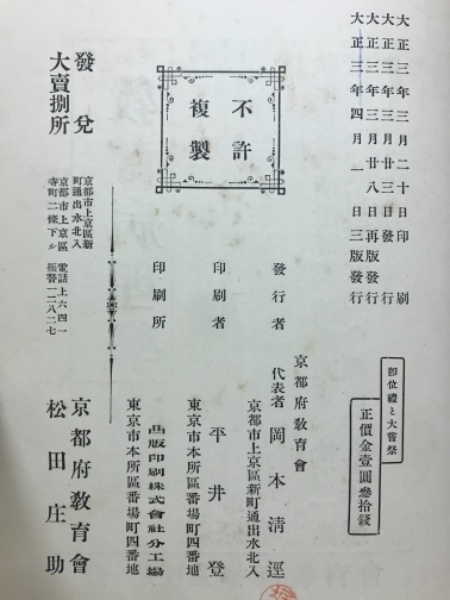 大正三年三月二十日印刷
大正三年三月廿三日發行
大正三年三月廿八日再版發行
大正三年四月一日三版發行
卽位禮と大嘗祭
正價金壹圓參拾錢
不許
複製
京都府教育會
發行者
代表者 岡本清逕
京都市上京區新町通出水北入
印刷者
平井登
東京市本所區番場町四番地
印刷所
凸版印刷株式會社分工場
東京市本所區番場町四番地
發兌
京都市上京區新
町通出水北入
京都府教育會
大賣捌所
京都市上京區
寺町二條下ル
電話上六四一
振替一二八二七
松田庄助